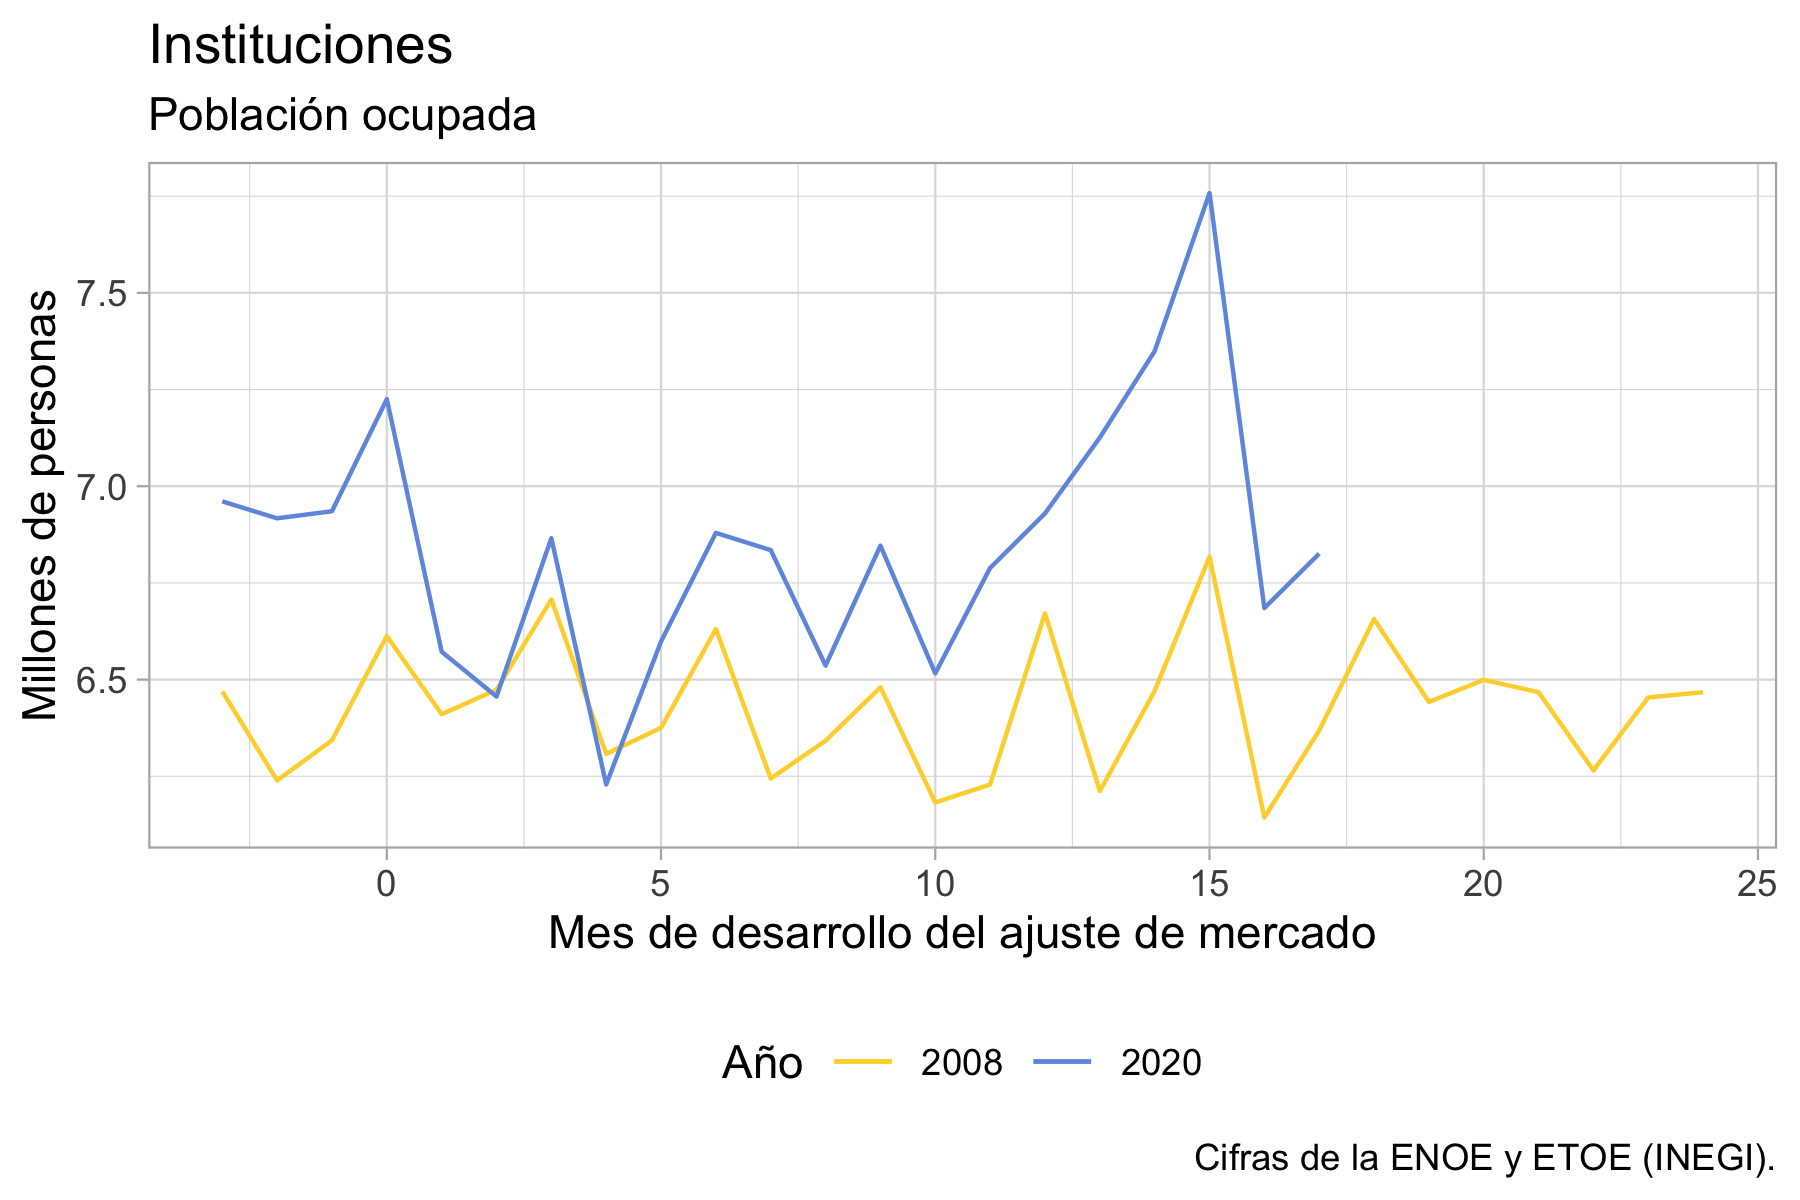 Instituciones
Población ocupada
Millones de personas
7.5
7.0
6.5
0 5 10 15 20 25
Mes de desarrollo del ajuste de mercado
Año 2008 2020
Cifras de la ENOE y ETOE (INEGI).